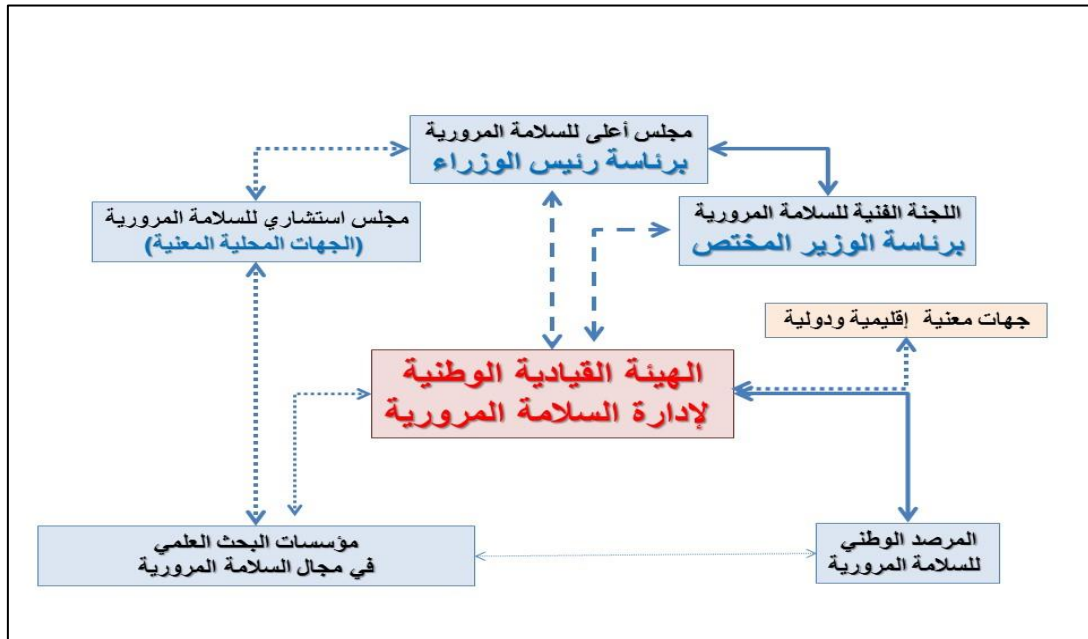 مجلس أعلى للسلامة المرورية
برئاسة رئيس الوزراء
اللجنة الفنية للسلامة المرورية
برئاسة الوزير المختص
مجلس استشاري للسلامة المرورية
(الجهات المحلية المعنية)
جهات معنية إقليمية ودولية
الهيئة القيادية الوطنية
لإدارة السلامة المرورية
المرصد الوطني
للسلامة المرورية
مؤسسات البحث العلمي
في مجال السلامة المرورية